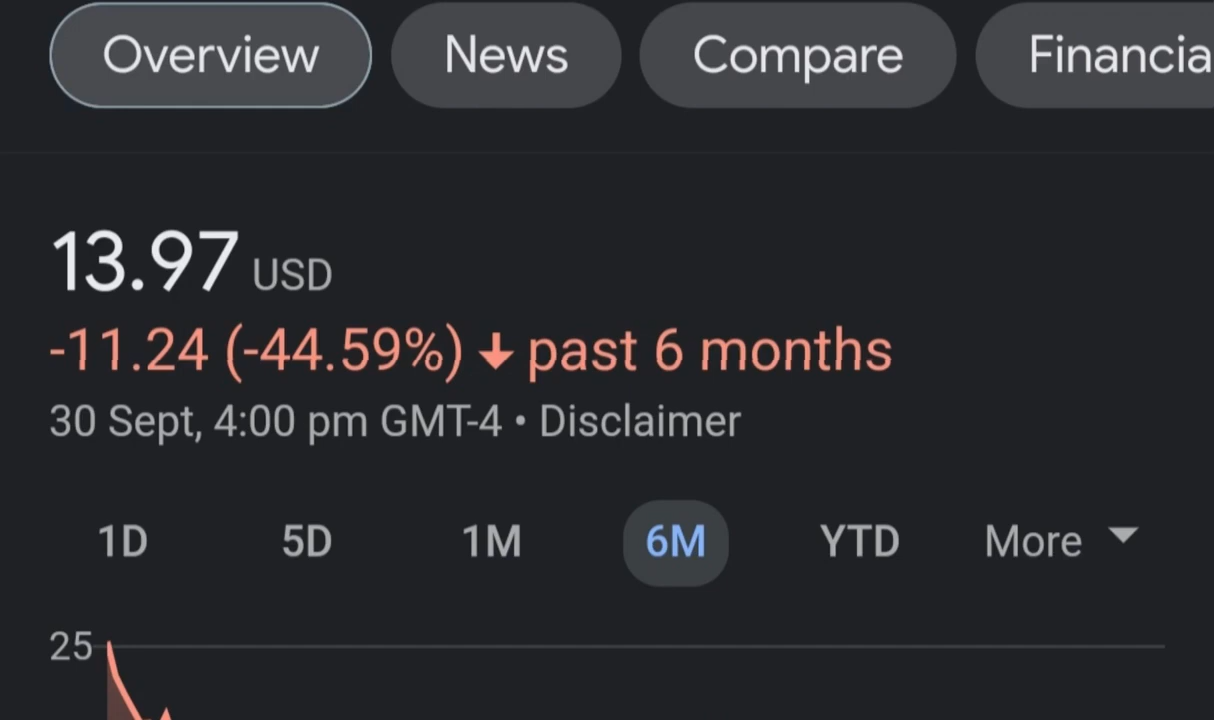 Overview News Compare Financia
13.97 USD
-11.24 (-44.59%) ↓ past 6 months
30 Sept, 4:00 pm GMT-4 • Disclaimer
1D 5D 1M 6M YTD More
25